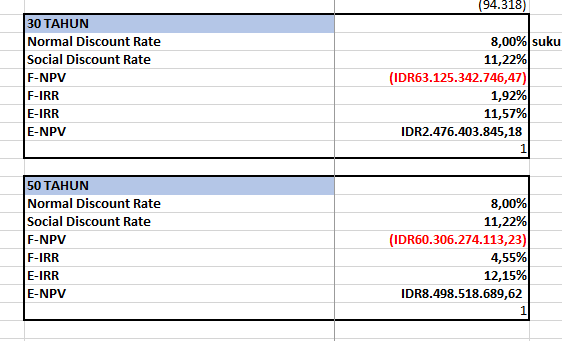 (94.318)
30 TAHUN
Normal Discount Rate 8,00% suku
Social Discount Rate 11,22%
F-NPV (IDR63.125.342.746,47)
F-IRR 1,92%
E-IRR 11,57%
E-NPV IDR2.476.403.845,18
1
50 TAHUN
Normal Discount Rate 8,00%
Social Discount Rate 11,22%
F-NPV (IDR60.306.274.113,23)
F-IRR 4,55%
E-IRR 12,15%
E-NPV IDR8.498.518.689,62
1